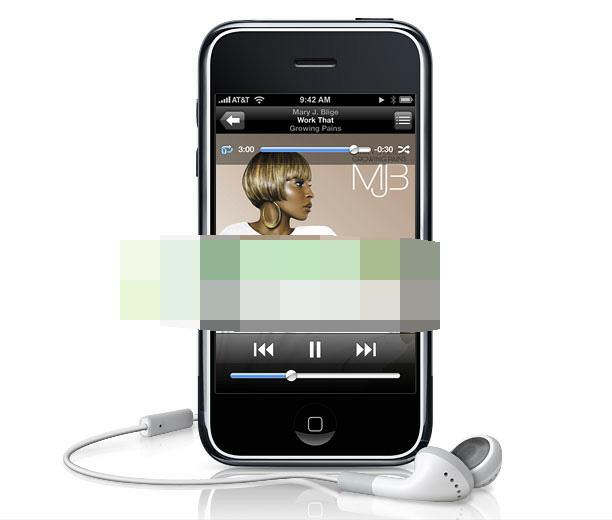 AT&T 9:42 AM
Mary J. Blige
Work That
Growing Pains
3:00 -0:30
GROWING PAINS
MJB